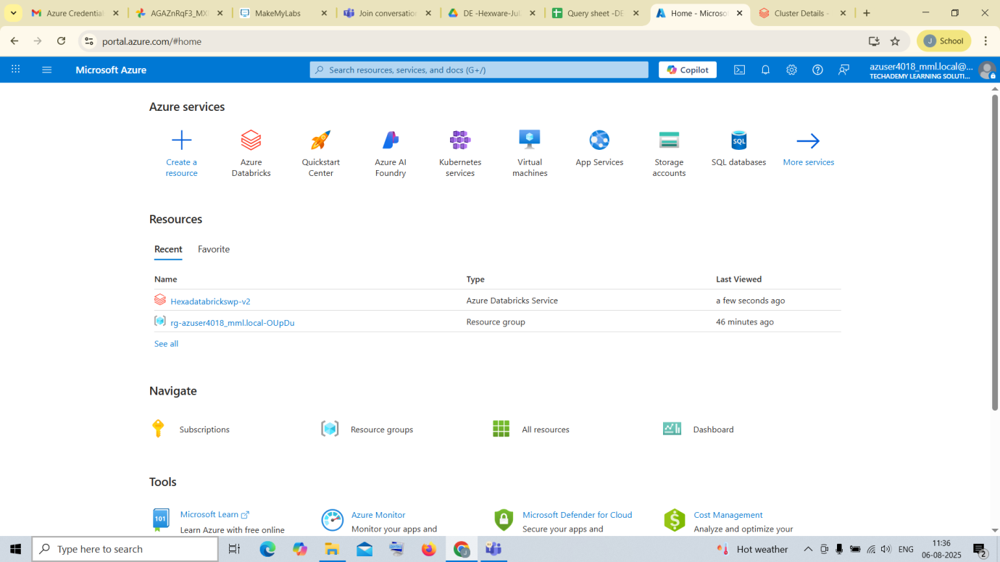 Azure Credential
AGAZnRqF3_MX
MakeMyLabs
Join conversation
DE -Hexware-Jul
Query sheet -DE
Home - Microso
Cluster Details -
portal.azure.com/#home
J
School
Microsoft Azure
Search resources, services, and docs (G+/)
Copilot
azuser4018_mml.local@...
TECHADEMY LEARNING SOLUTI...
Azure services
Create a
resource
Azure
Databricks
Quickstart
Center
Azure AI
Foundry
Kubernetes
services
Virtual
machines
App Services
Storage
accounts
SQL
SQL databases
More services
Resources
Recent
Favorite
Name
Type
Last Viewed
Hexadatabrickswp-v2
Azure Databricks Service
a few seconds ago
rg-azuser4018_mml.local-OUpDu
Resource group
46 minutes ago
See all
Navigate
Subscriptions
Resource groups
All resources
Dashboard
Tools
101
Microsoft Learn
Learn Azure with free online
Azure Monitor
Monitor your apps and
Microsoft Defender for Cloud
Secure your apps and
$
Cost Management
Analyze and optimize your
Type here to search
Hot weather
ENG
11:36
06-08-2025
2